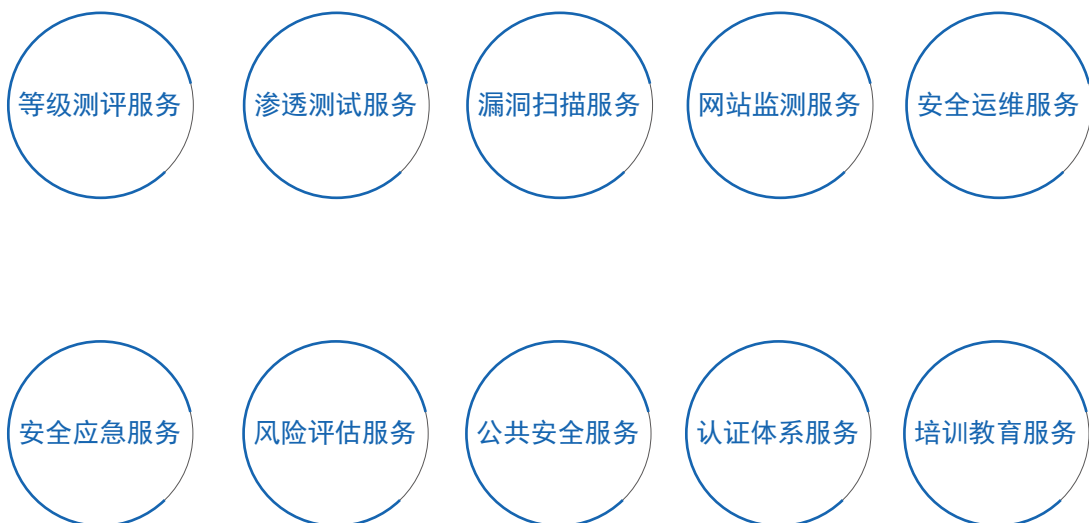 等级测评服务
渗透测试服务
漏洞扫描服务
网站监测服务
安全运维服务
安全应急服务
风险评估服务
公共安全服务
认证体系服务
培训教育服务